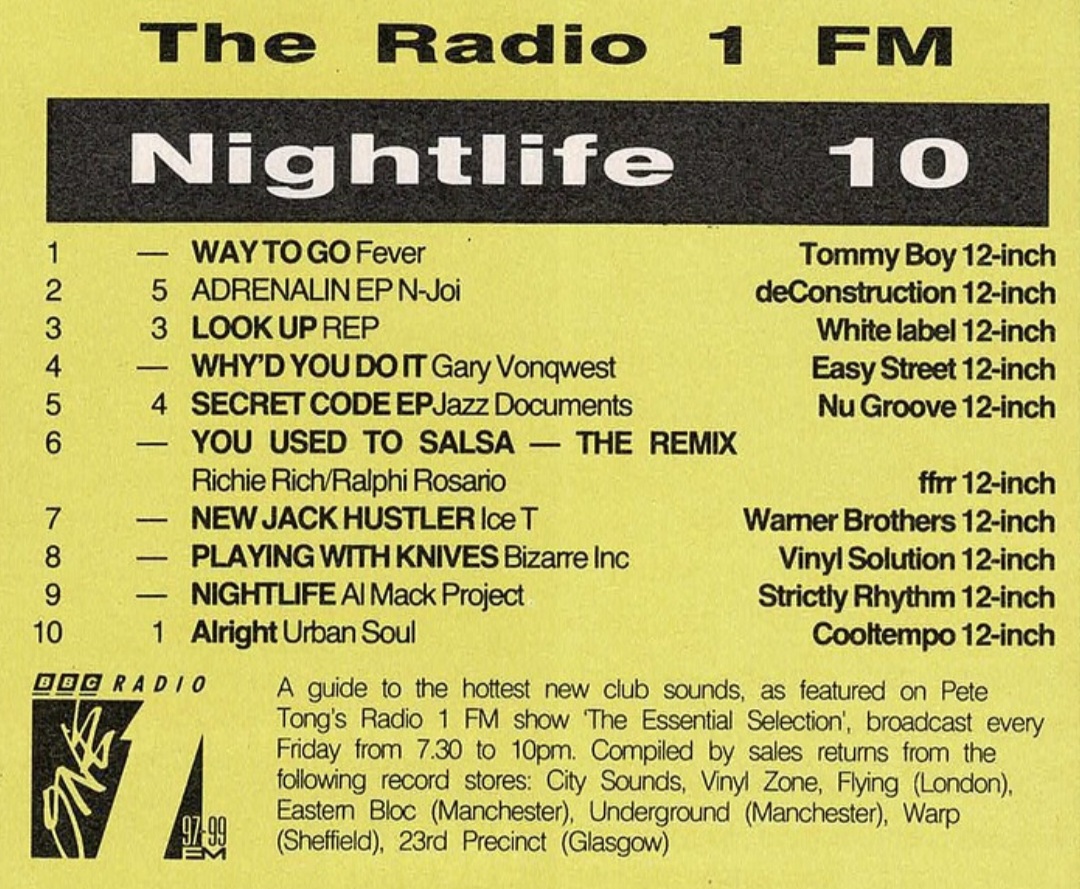 The Radio 1 FM
Nightlife 10
1 — WAY TO GO Fever Tommy Boy 12-inch
2 5 ADRENALIN EP N-Joi deConstruction 12-inch
3 3 LOOK UP REP White label 12-inch
4 — WHY'D YOU DO IT Gary Vonqwest Easy Street 12-inch
5 4 SECRET CODE EPJazz Documents Nu Groove 12-inch
6 — YOU USED TO SALSA — THE REMIX
Richie Rich/Ralphi Rosario ffrr 12-inch
7 — NEW JACK HUSTLER Ice T Warner Brothers 12-inch
8 — PLAYING WITH KNIVES Bizarre Inc Vinyl Solution 12-inch
9 — NIGHTLIFE Al Mack Project Strictly Rhythm 12-inch
10 1 Alright Urban Soul Cooltempo 12-inch
BBC RADIO
ONE 1
97-99
FM
A guide to the hottest new club sounds, as featured on Pete
Tong's Radio 1 FM show 'The Essential Selection', broadcast every
Friday from 7.30 to 10pm. Compiled by sales returns from the
following record stores: City Sounds, Vinyl Zone, Flying (London),
Eastern Bloc (Manchester), Underground (Manchester), Warp
(Sheffield), 23rd Precinct (Glasgow)